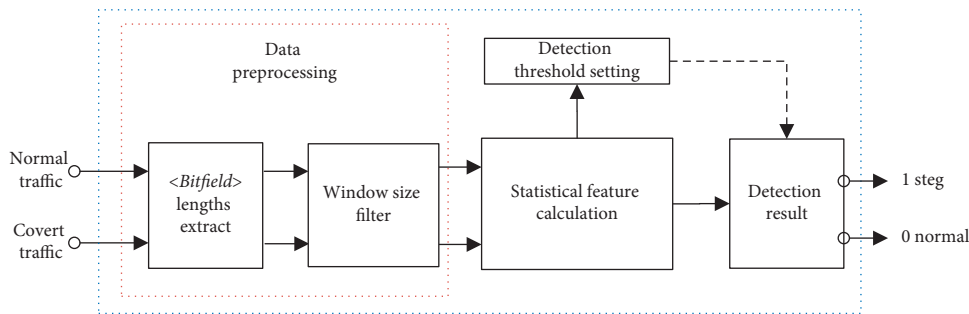 Data
preprocessing
Detection
threshold setting
Normal
traffic
Covert
traffic
<Bitfield>
lengths
extract
Window size
filter
Statistical feature
calculation
Detection
result
1 steg
0 normal